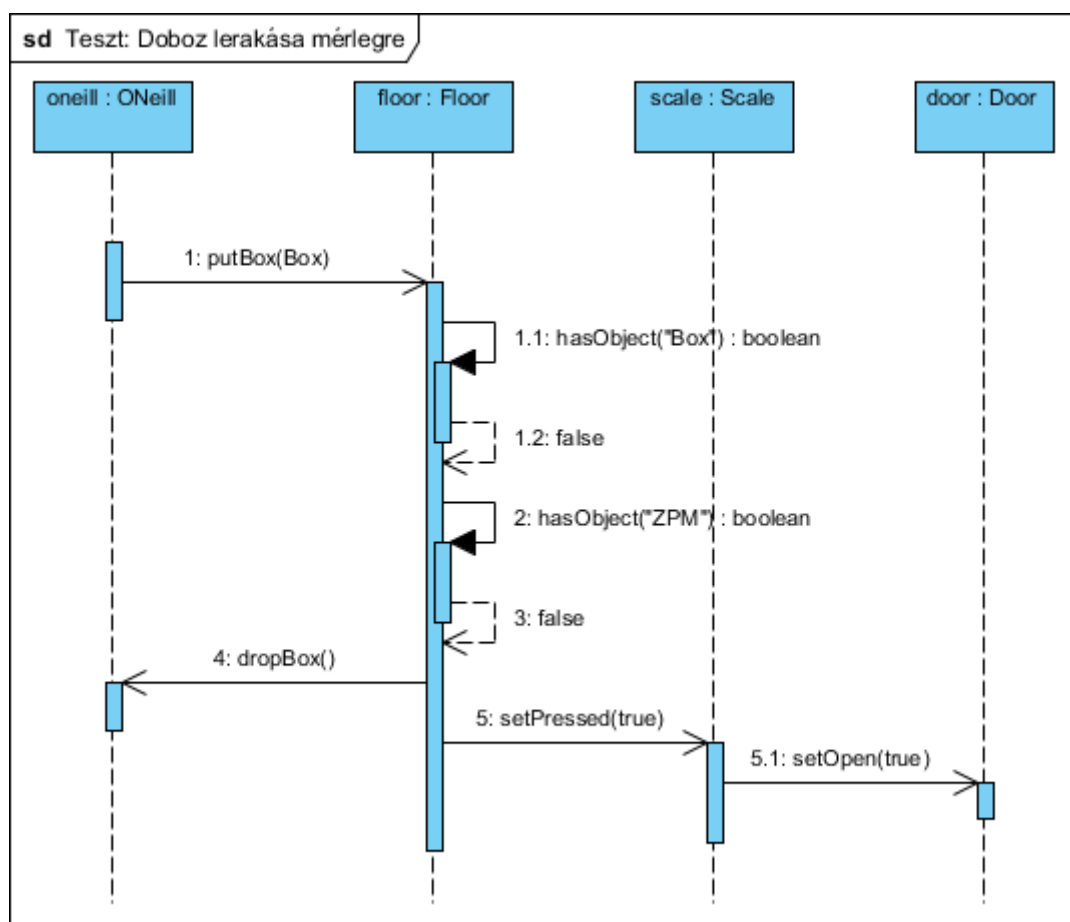 sd Teszt: Doboz lerakása mérlegre
oneill : ONeill
floor : Floor
scale : Scale
door : Door
1: putBox(Box)
1.1: hasObject("Box") : boolean
1.2: false
2: hasObject("ZPM") : boolean
3: false
4: dropBox()
5: setPressed(true)
5.1: setOpen(true)